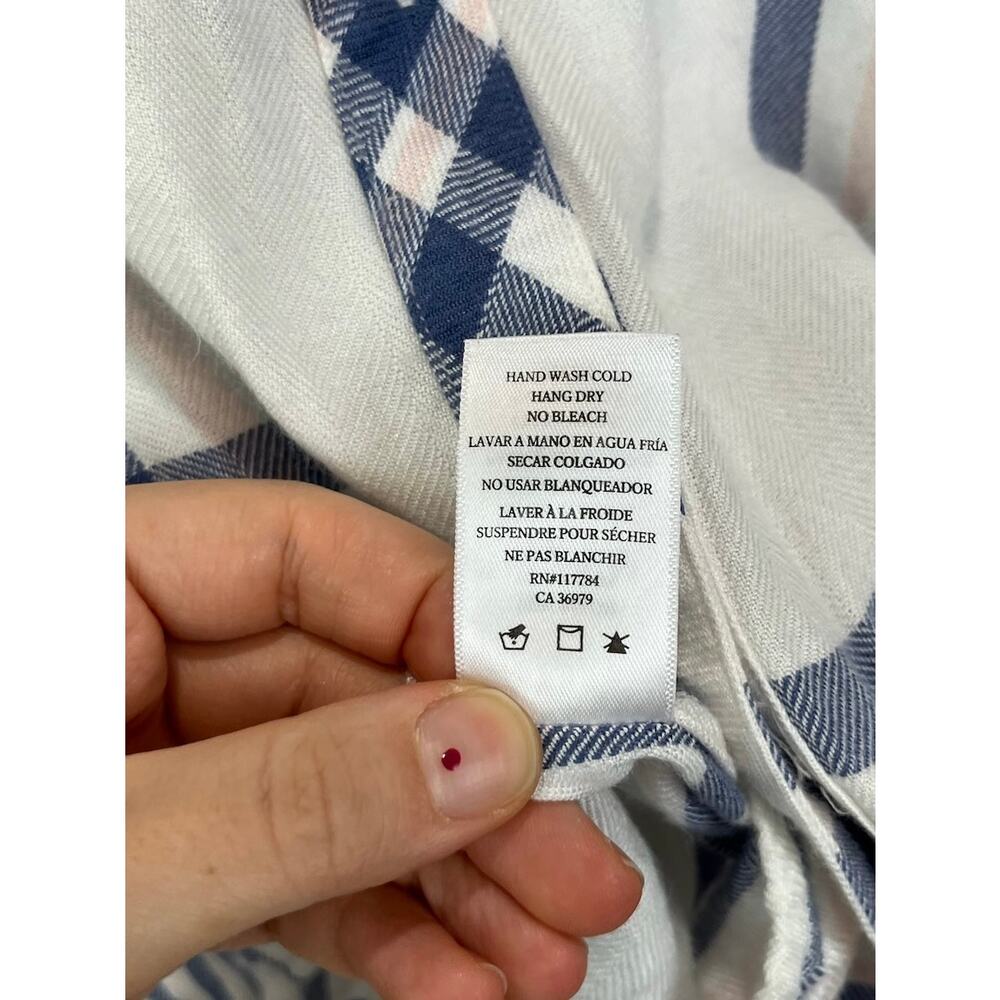 HAND WASH COLD
HANG DRY
NO BLEACH
LAVAR A MANO EN AGUA FRÍA
SECAR COLGADO
NO USAR BLANQUEADOR
LAVER À LA FROIDE
SUSPENDRE POUR SÉCHER
NE PAS BLANCHIR
RN#117784
CA 36979